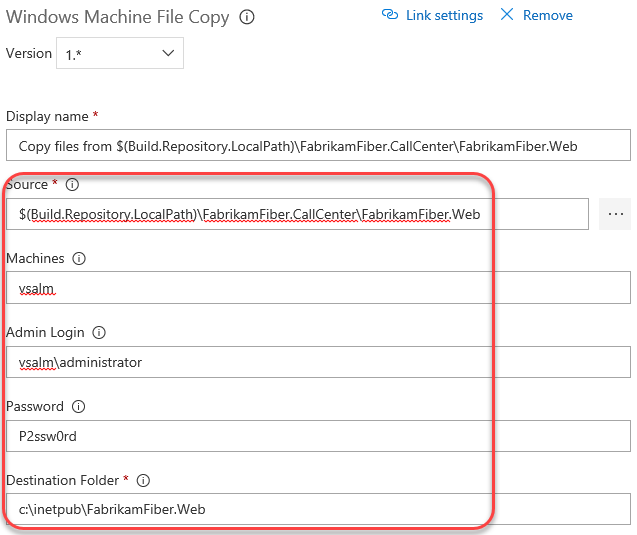 Windows Machine File Copy
Link settings
Remove
Version
1.*
Display name *
Copy files from $(Build.Repository.LocalPath)\FabrikamFiber.CallCenter\FabrikamFiber.Web
Source *
$(Build.Repository.LocalPath)\FabrikamFiber.CallCenter\FabrikamFiber.Web
...
Machines
vsalm
Admin Login
vsalm\administrator
Password
P2ssw0rd
Destination Folder *
c:\inetpub\FabrikamFiber.Web